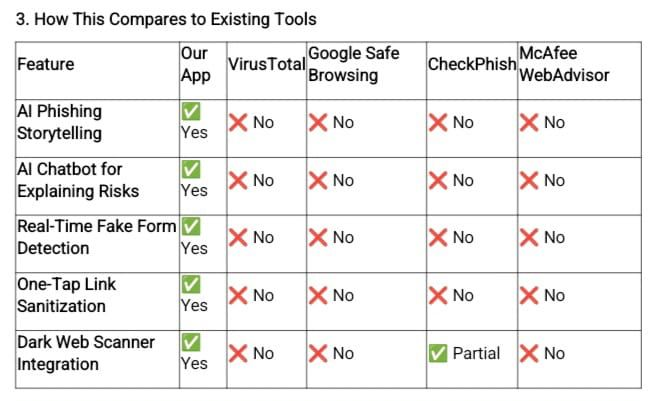 3. How This Compares to Existing Tools
Feature Our App VirusTotal Google Safe Browsing CheckPhish McAfee WebAdvisor
AI Phishing Storytelling ✅ Yes ❌ No ❌ No ❌ No ❌ No
AI Chatbot for Explaining Risks ✅ Yes ❌ No ❌ No ❌ No ❌ No
Real-Time Fake Form Detection ✅ Yes ❌ No ❌ No ❌ No ❌ No
One-Tap Link Sanitization ✅ Yes ❌ No ❌ No ❌ No ❌ No
Dark Web Scanner Integration ✅ Yes ❌ No ❌ No ✅ Partial ❌ No